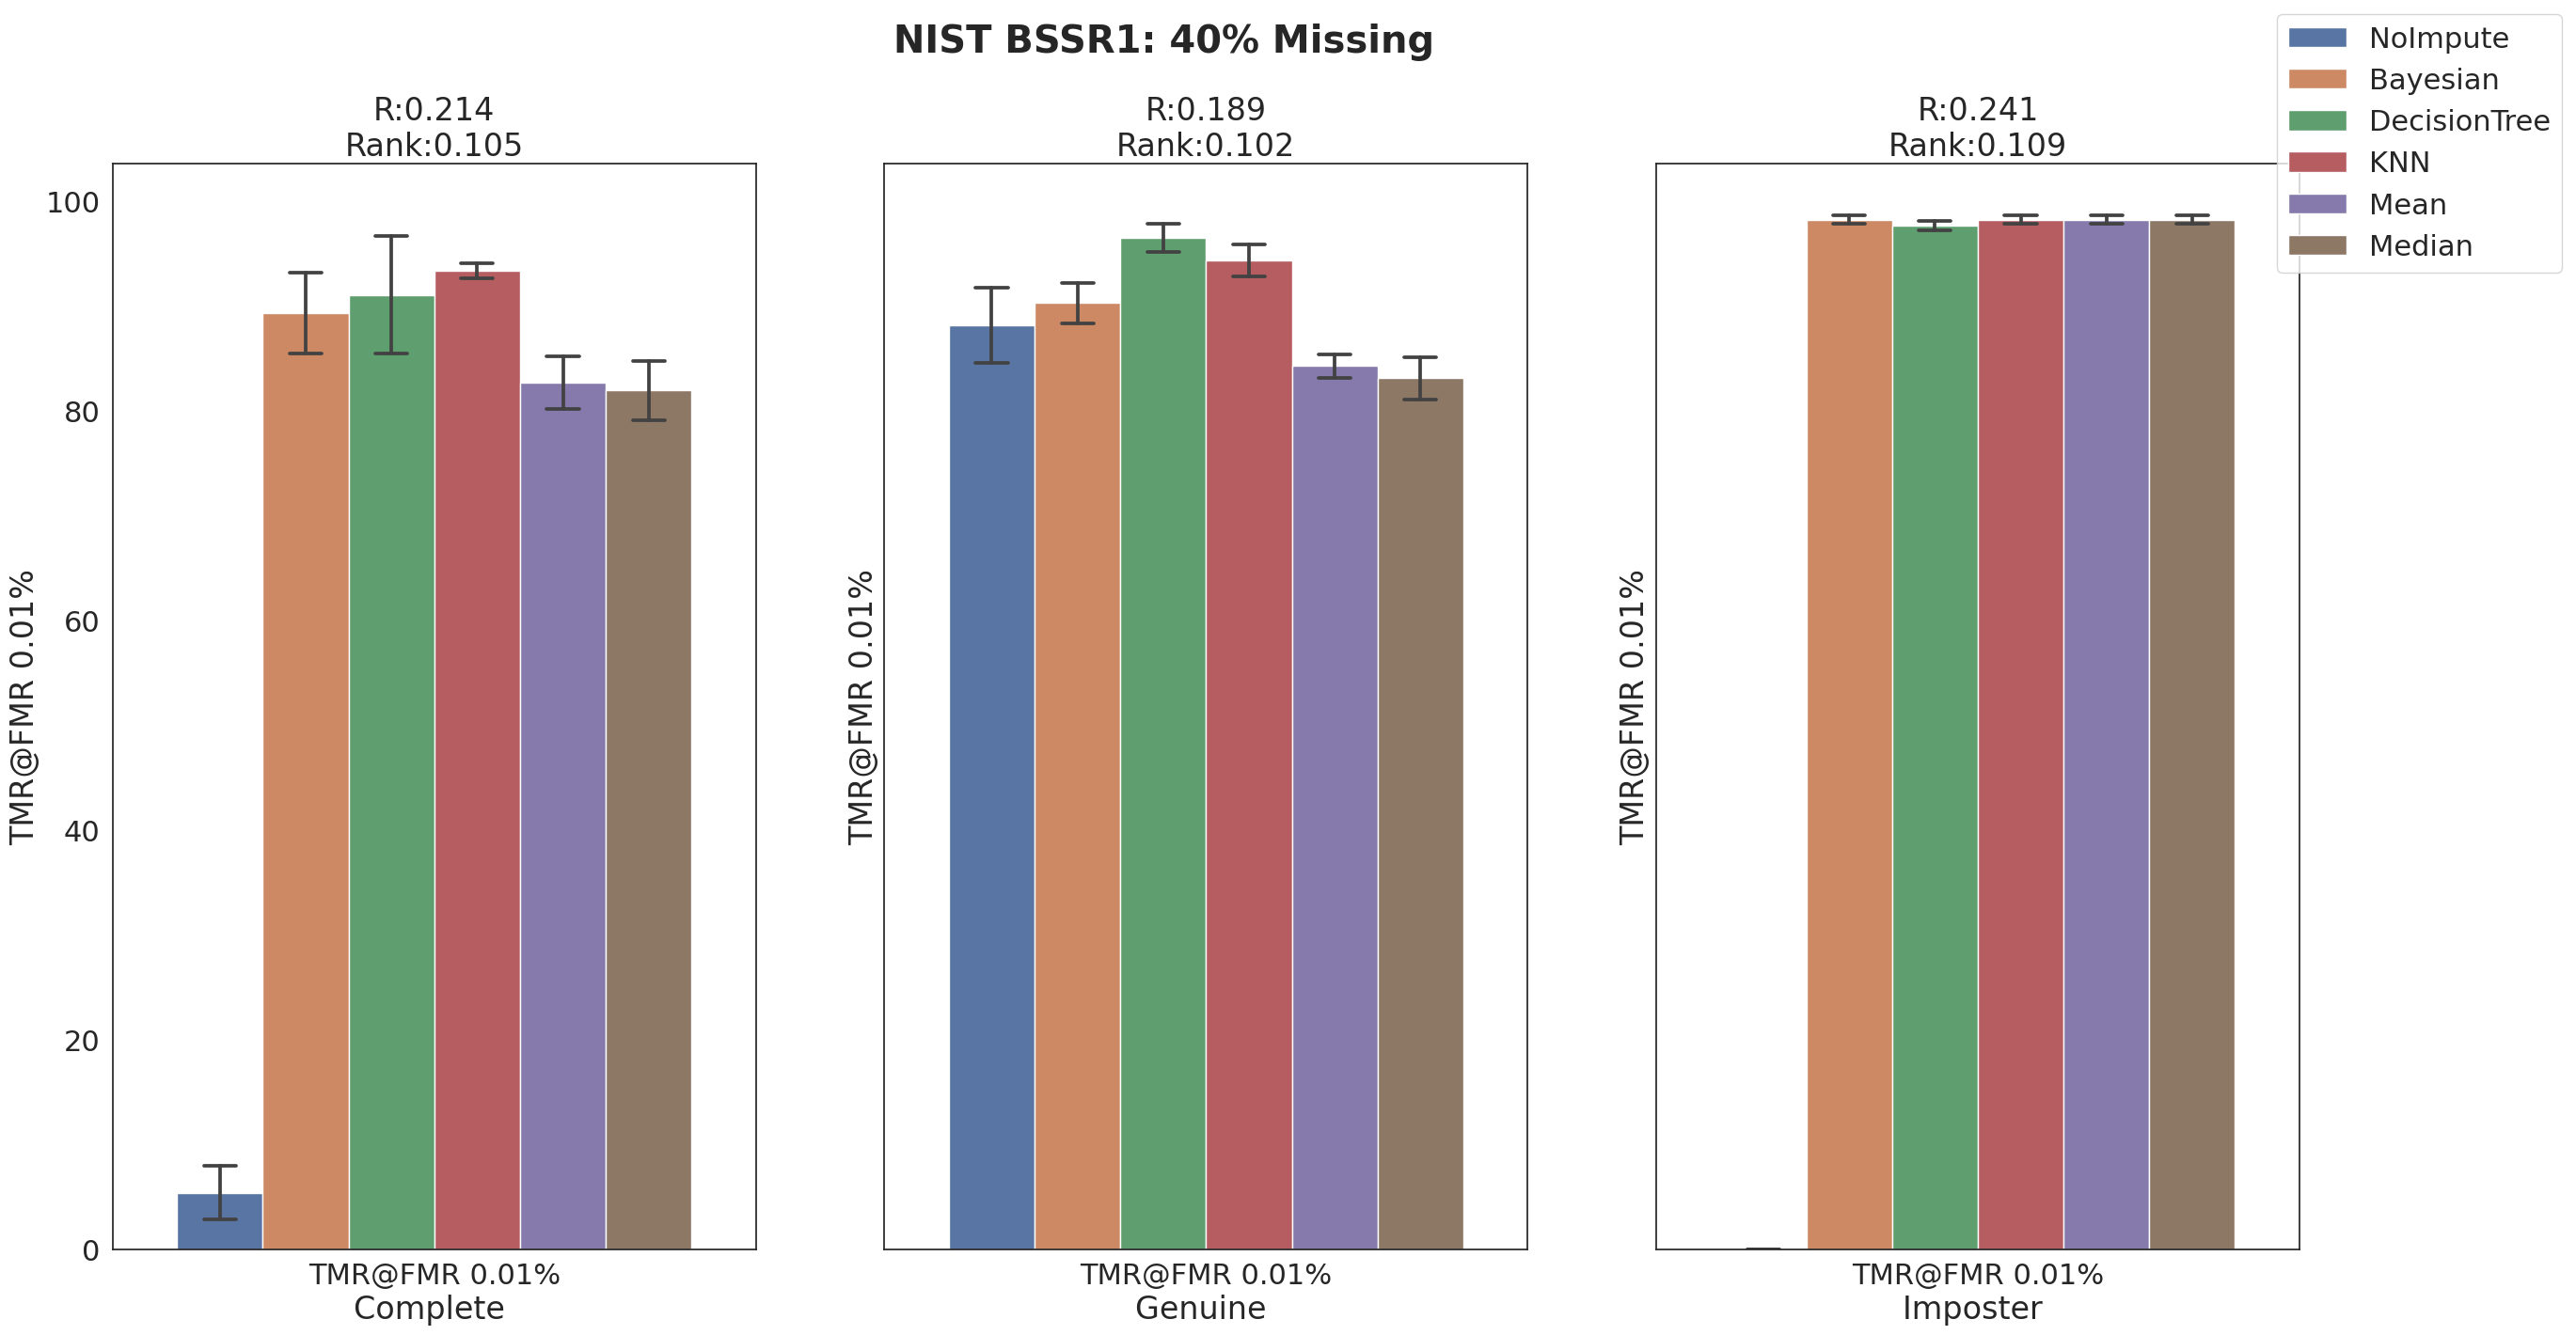 NIST BSSR1: 40% Missing
NoImpute
Bayesian
DecisionTree
KNN
Mean
Median
R:0.214
Rank:0.105
100
80
60
40
20
0
TMR@FMR 0.01%
TMR@FMR 0.01%
Complete
R:0.189
Rank:0.102
TMR@FMR 0.01%
TMR@FMR 0.01%
Genuine
R:0.241
Rank:0.109
TMR@FMR 0.01%
TMR@FMR 0.01%
Imposter